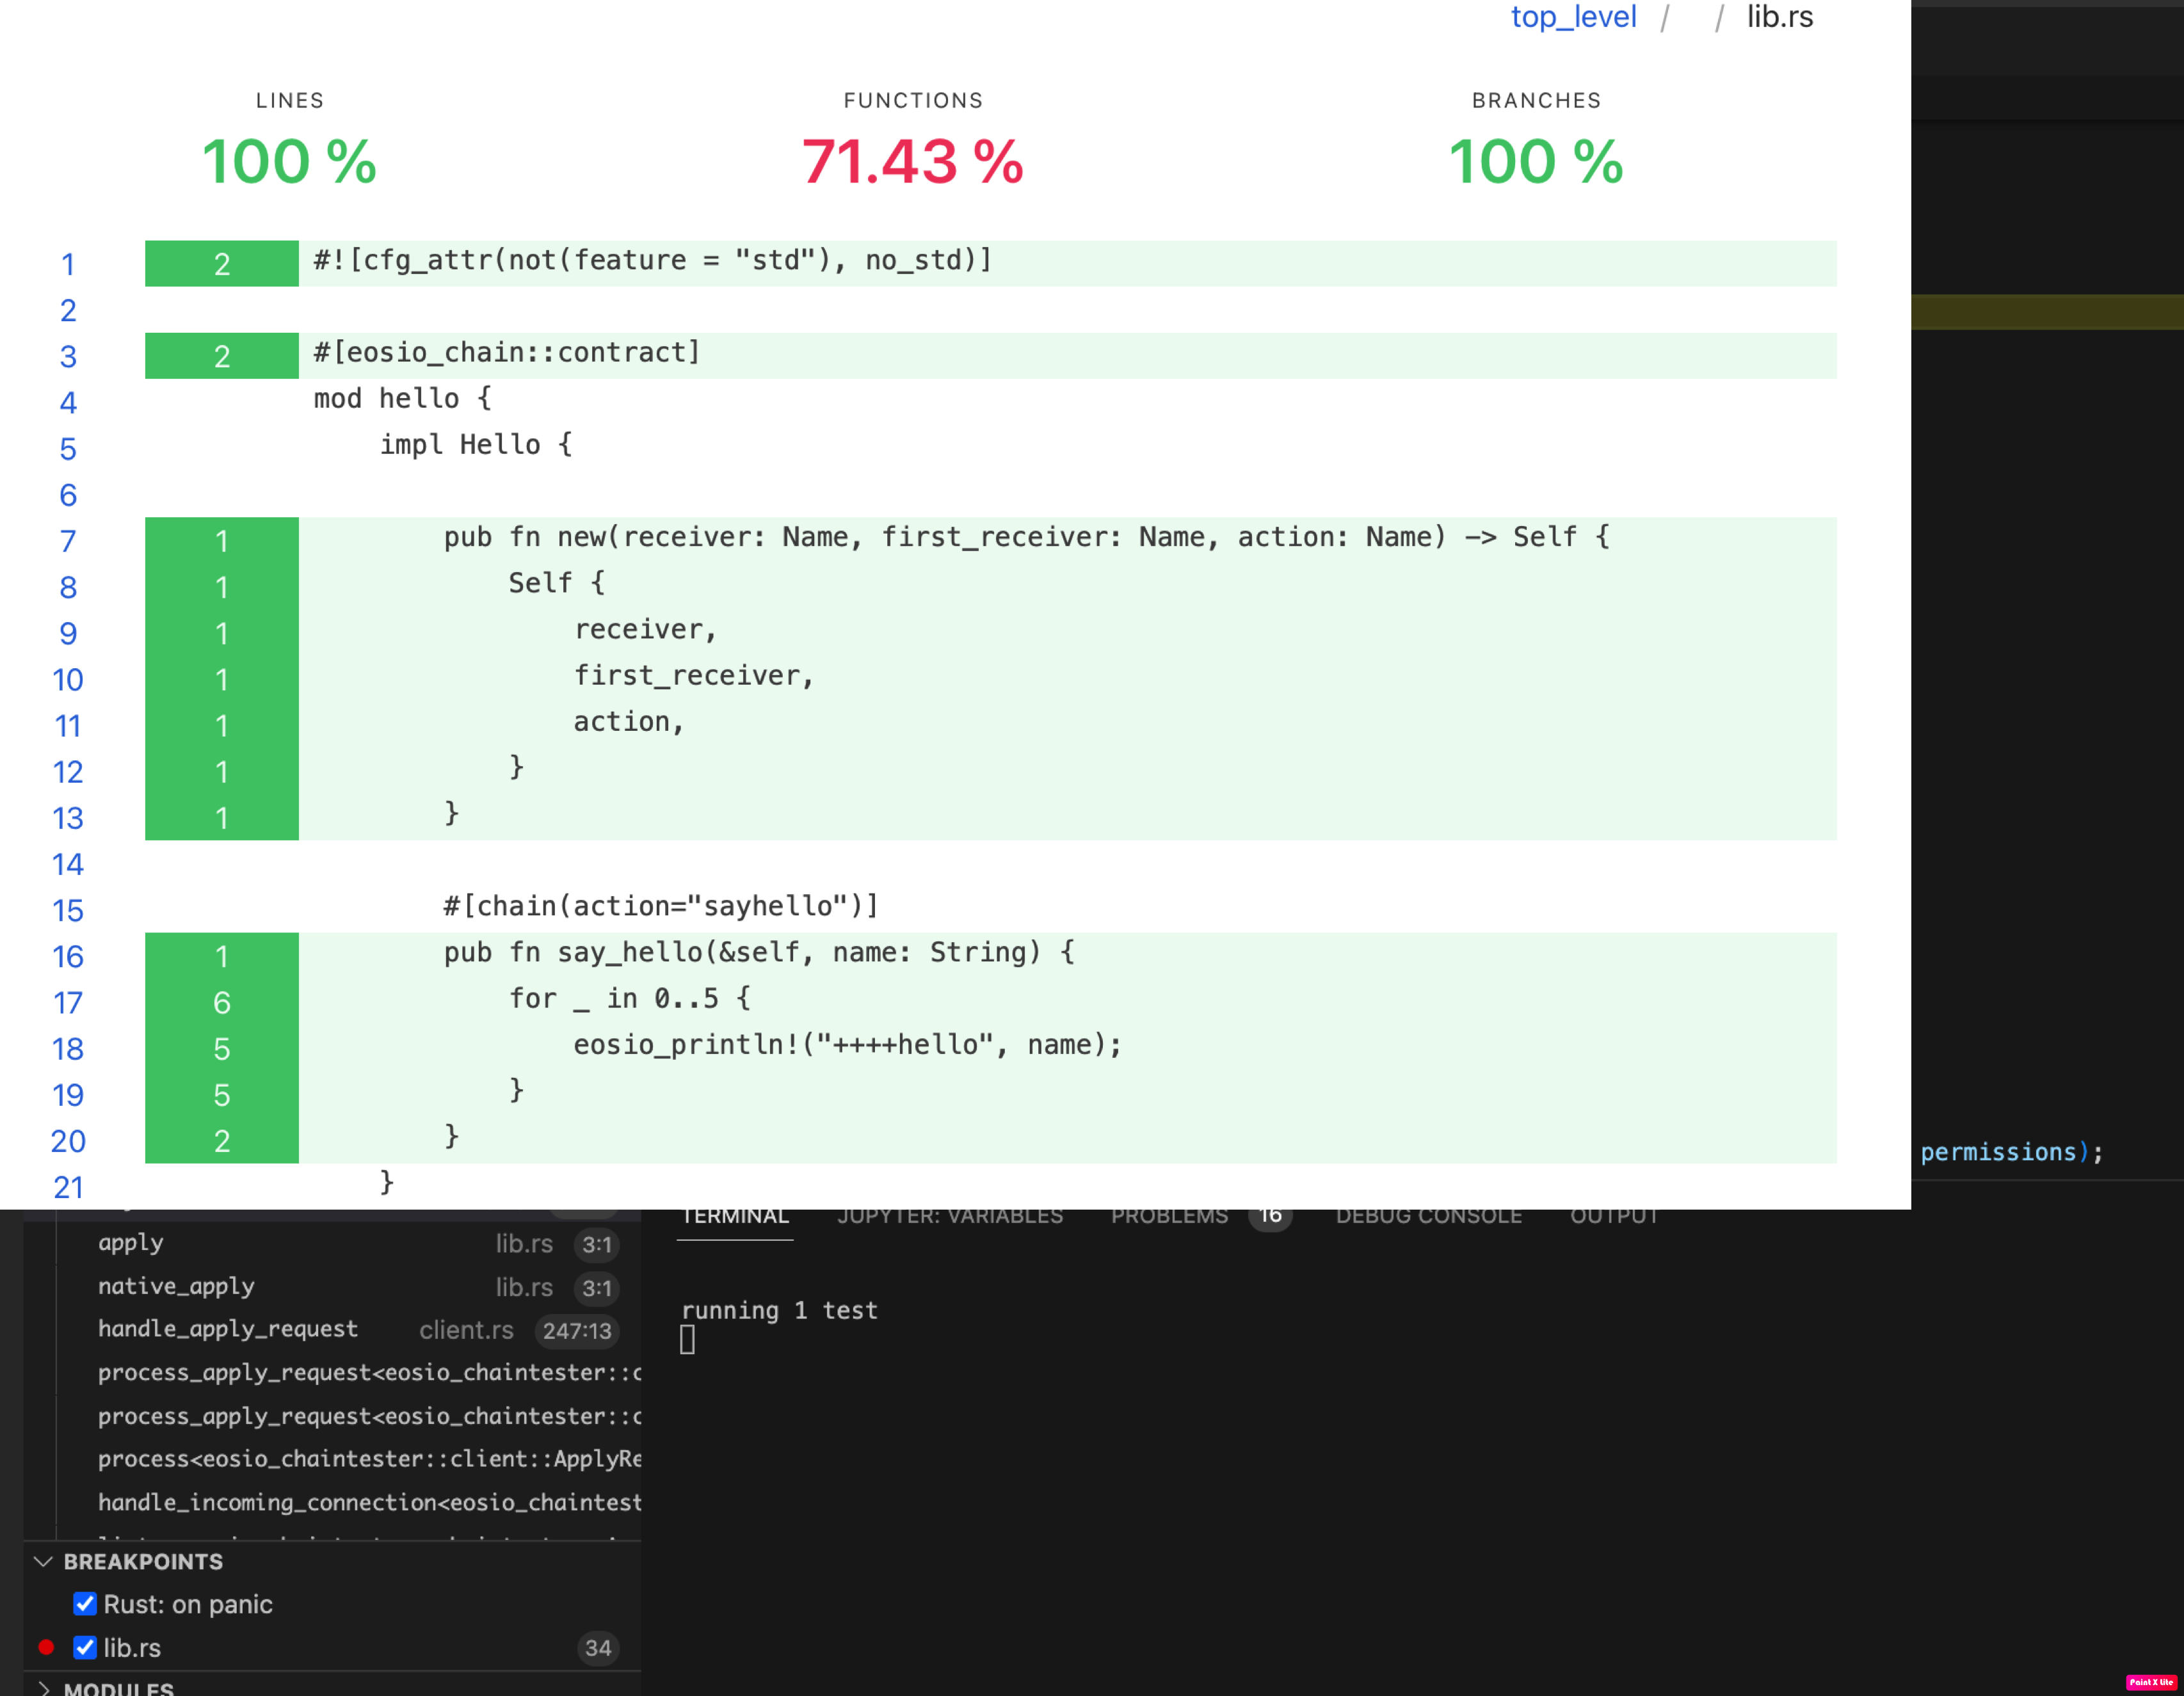 top_level / / lib.rs
LINES FUNCTIONS BRANCHES
100 % 71.43 % 100 %
1 2 #![cfg_attr(not(feature = "std"), no_std)]
2
3 2 #[eosio_chain::contract]
4 mod hello {
5 impl Hello {
6
7 1 pub fn new(receiver: Name, first_receiver: Name, action: Name) -> Self {
8 1 Self {
9 1 receiver,
10 1 first_receiver,
11 1 action,
12 1 }
13 1 }
14
15 #[chain(action="sayhello")]
16 1 pub fn say_hello(&self, name: String) {
17 6 for _ in 0..5 {
18 5 eosio_println!("++++hello", name);
19 5 }
20 2 }
21 }
permissions);
apply lib.rs 3:1
native_apply lib.rs 3:1
handle_apply_request client.rs 247:13
process_apply_request<eosio_chaintester::c
process_apply_request<eosio_chaintester::c
process<eosio_chaintester::client::ApplyRe
handle_incoming_connection<eosio_chaintest
BREAKPOINTS
Rust: on panic
lib.rs 34
MODULES
TERMINAL JUPYTER: VARIABLES PROBLEMS 16 DEBUG CONSOLE OUTPUT
running 1 test
Paint X lite